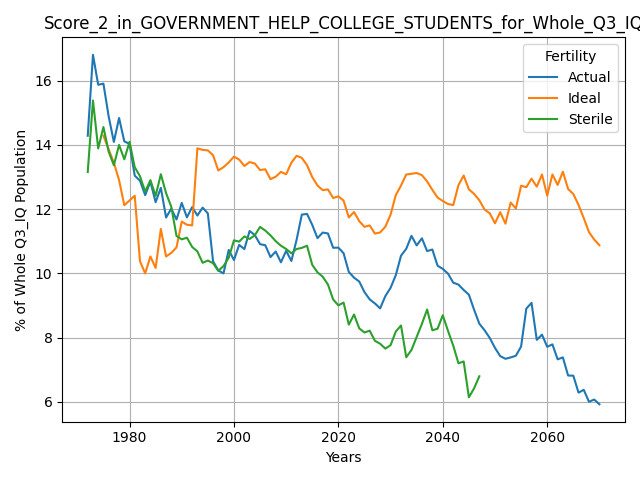 Score_2_in_GOVERNMENT_HELP_COLLEGE_STUDENTS_for_Whole_Q3_IQ
% of Whole Q3_IQ Population
16
14
12
10
8
6
Fertility
Actual
Ideal
Sterile
1980
2000
2020
2040
2060
Years